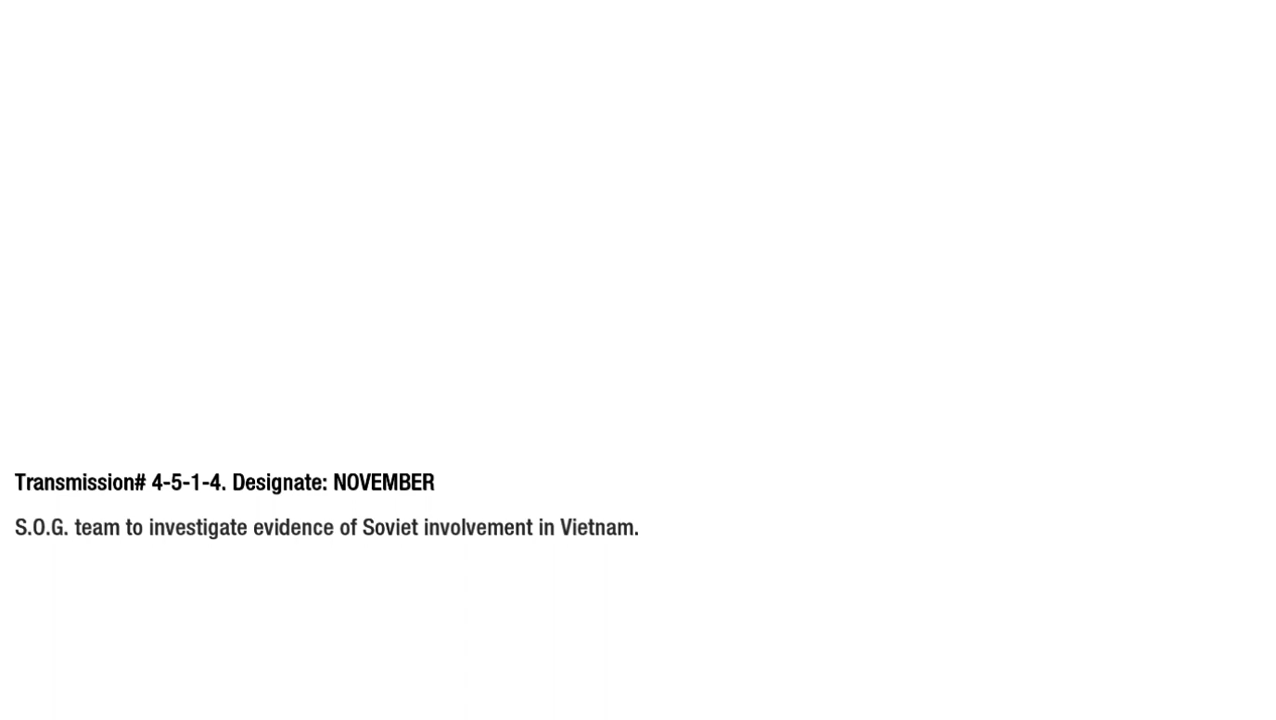 Transmission# 4-5-1-4. Designate: NOVEMBER
S.O.G. team to investigate evidence of Soviet involvement in Vietnam.